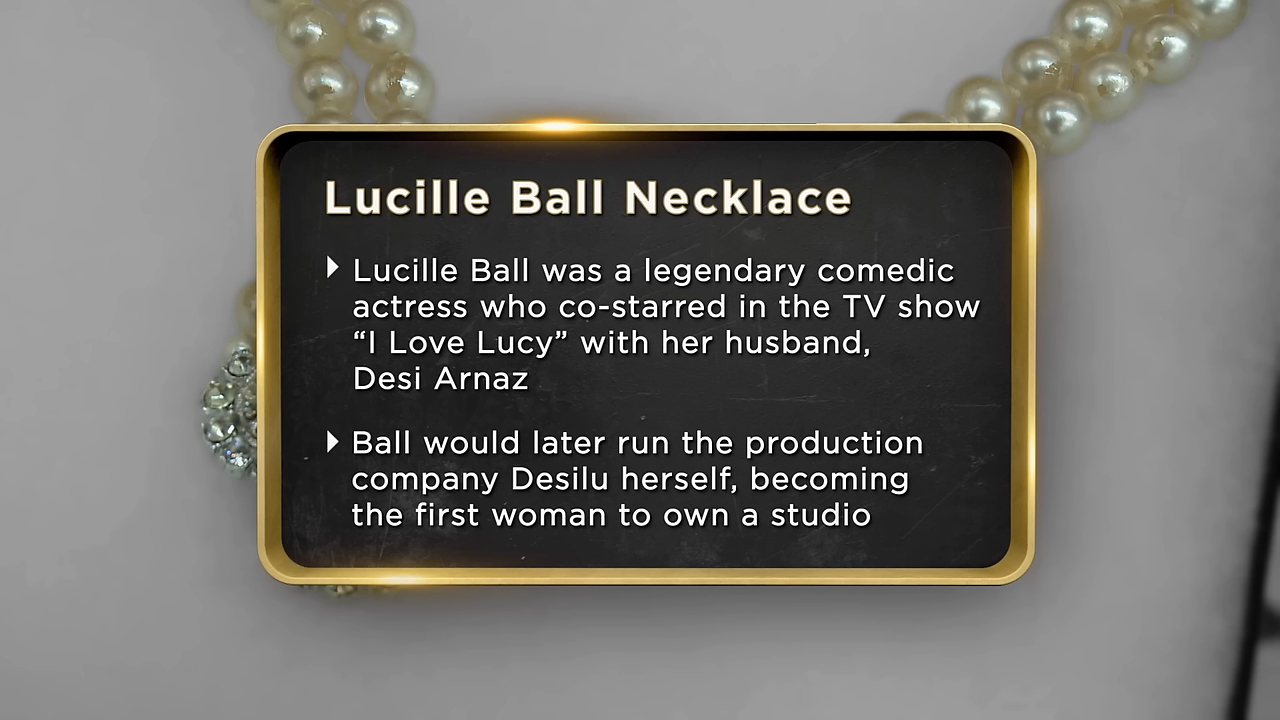 Lucille Ball Necklace
Lucille Ball was a legendary comedic
actress who co-starred in the TV show
“I Love Lucy” with her husband,
Desi Arnaz
Ball would later run the production
company Desilu herself, becoming
the first woman to own a studio